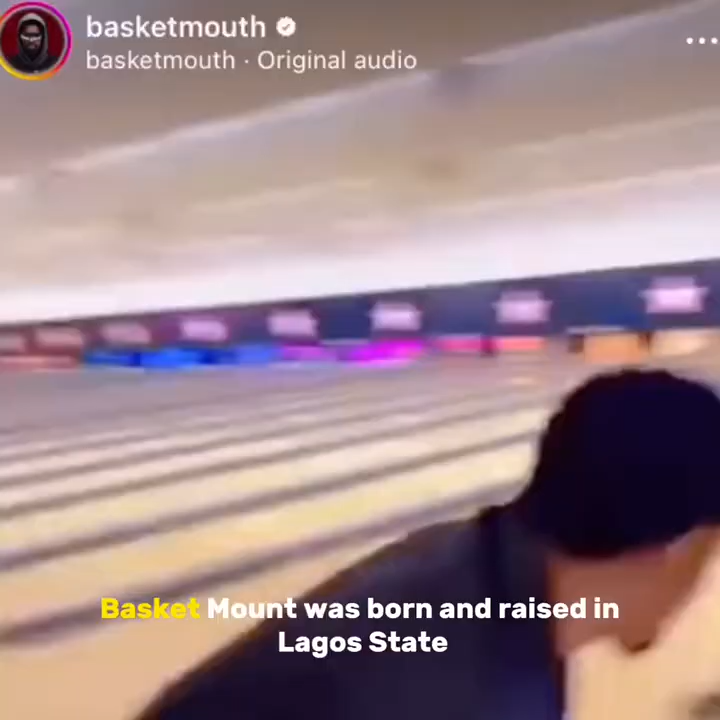 basketmouth
basketmouth · Original audio
Basket Mount was born and raised in
Lagos State